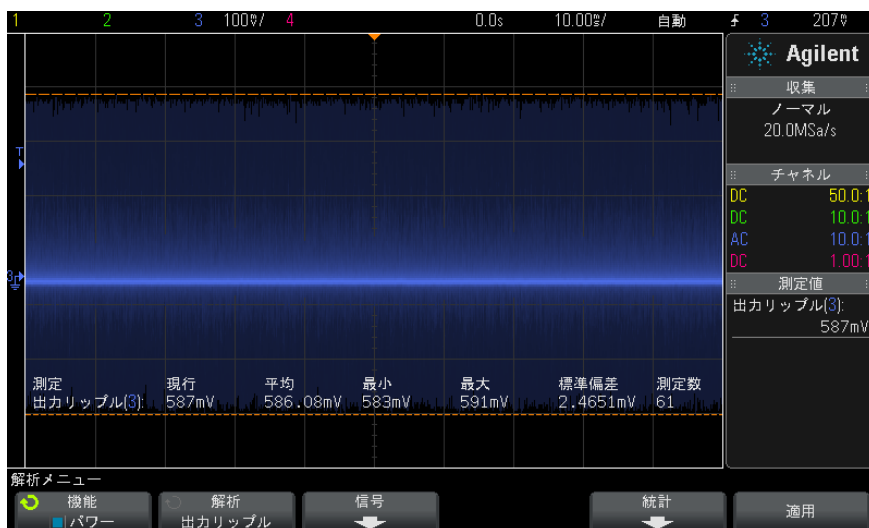 1 2 3 100㎷/ 4 0.0s 10.00㎳/ 自動 3 207㎷
Agilent
収集
ノーマル
20.0MSa/s
T
チャネル
DC 50.0:1
DC 10.0:1
AC 10.0:1
DC 1.00:1
3
測定値
出力リップル(3):
587mV
測定 現行 平均 最小 最大 標準偏差 測定数
出力リップル(3): 587mV 586.08mV 583mV 591mV 2.4651mV 61
解析メニュー
機能 解析 信号 統計 適用
パワー 出力リップル